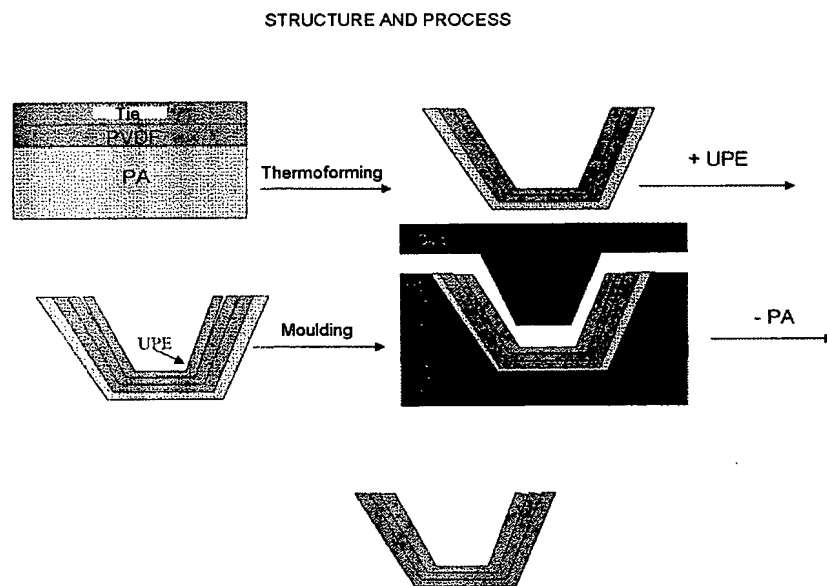 STRUCTURE AND PROCESS
Tie
PVDF
PA
Thermoforming
+ UPE
UPE
Moulding
- PA